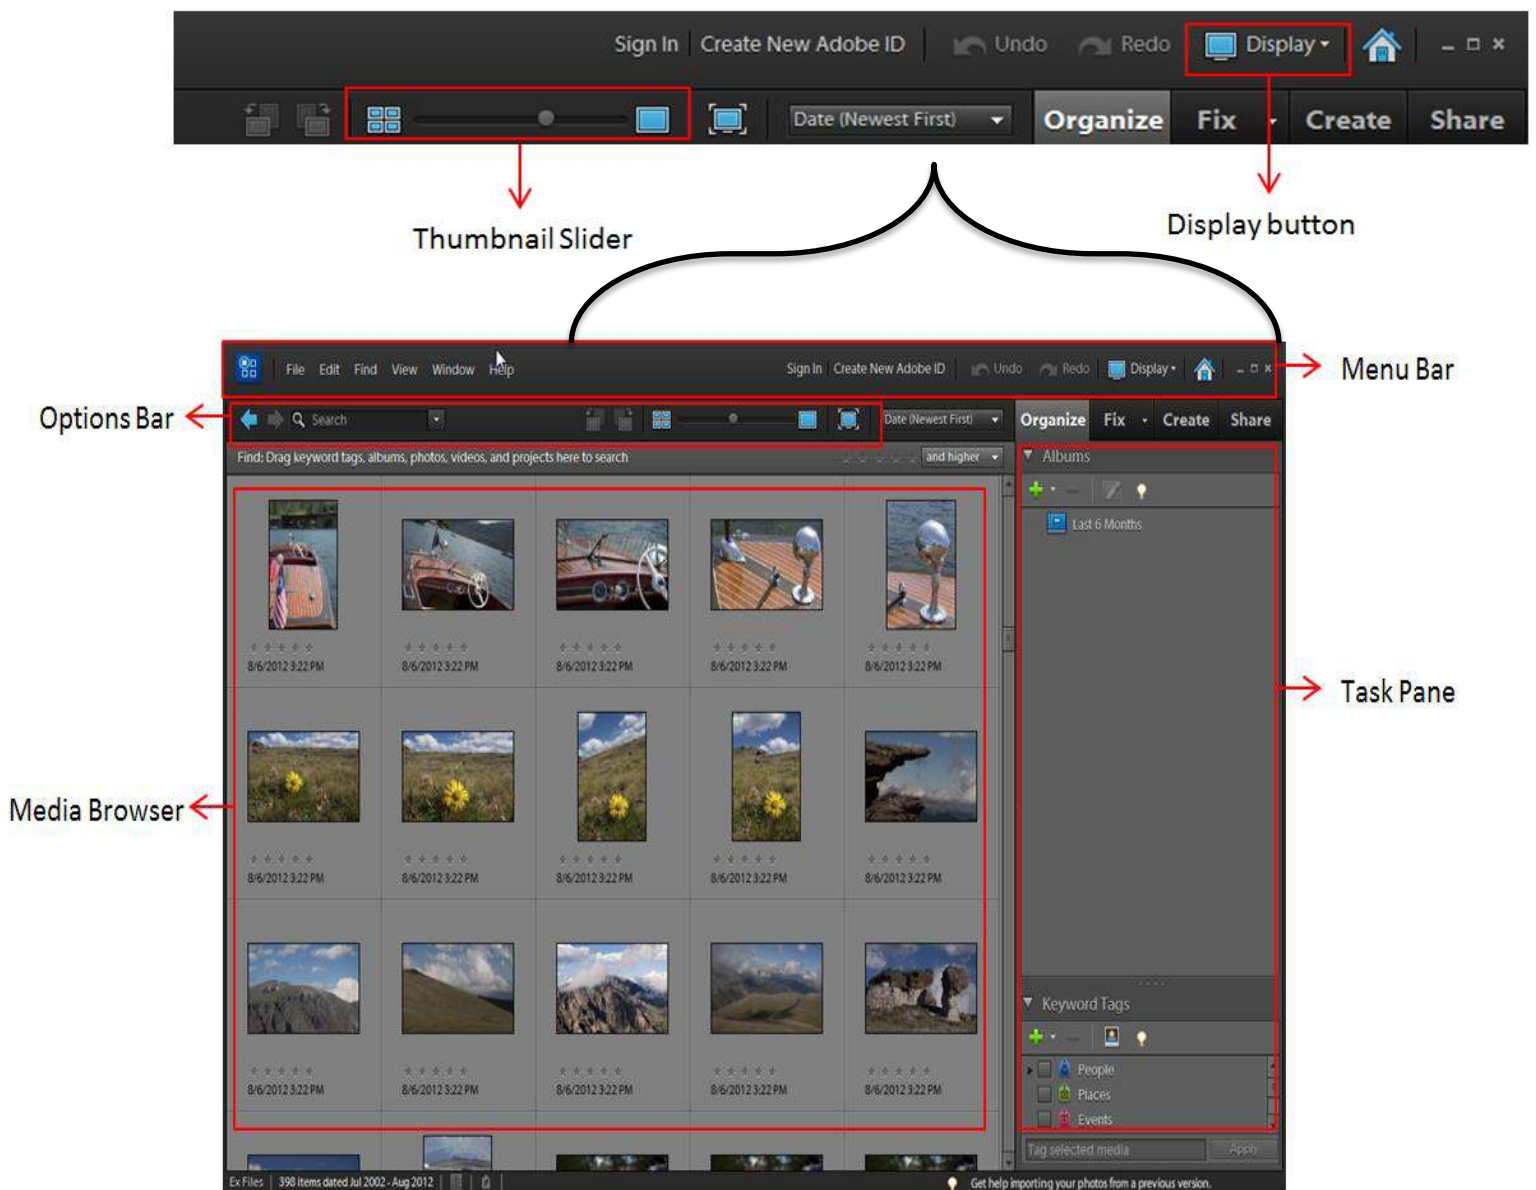 Sign In Create New Adobe ID Undo Redo Display
Date (Newest First) Organize Fix Create Share
Thumbnail Slider
Display button
File Edit Find View Window Help Sign In Create New Adobe ID Undo Redo Display
Menu Bar
Options Bar
Search Date (Newest First) Organize Fix Create Share
Find: Drag keyword tags, albums, photos, videos, and projects here to search and higher
Albums
Last 6 Months
8/6/2012 3:22 PM 8/6/2012 3:22 PM 8/6/2012 3:22 PM 8/6/2012 3:22 PM 8/6/2012 3:22 PM
Task Pane
Media Browser
8/6/2012 3:22 PM 8/6/2012 3:22 PM 8/6/2012 3:22 PM 8/6/2012 3:22 PM 8/6/2012 3:22 PM
Keyword Tags
People
8/6/2012 3:22 PM 8/6/2012 3:22 PM 8/6/2012 3:22 PM 8/6/2012 3:22 PM 8/6/2012 3:22 PM
Places
Events
Tag selected media Apply
Ex Files 398 items dated Jul 2002 - Aug 2012 Get help importing your photos from a previous version.